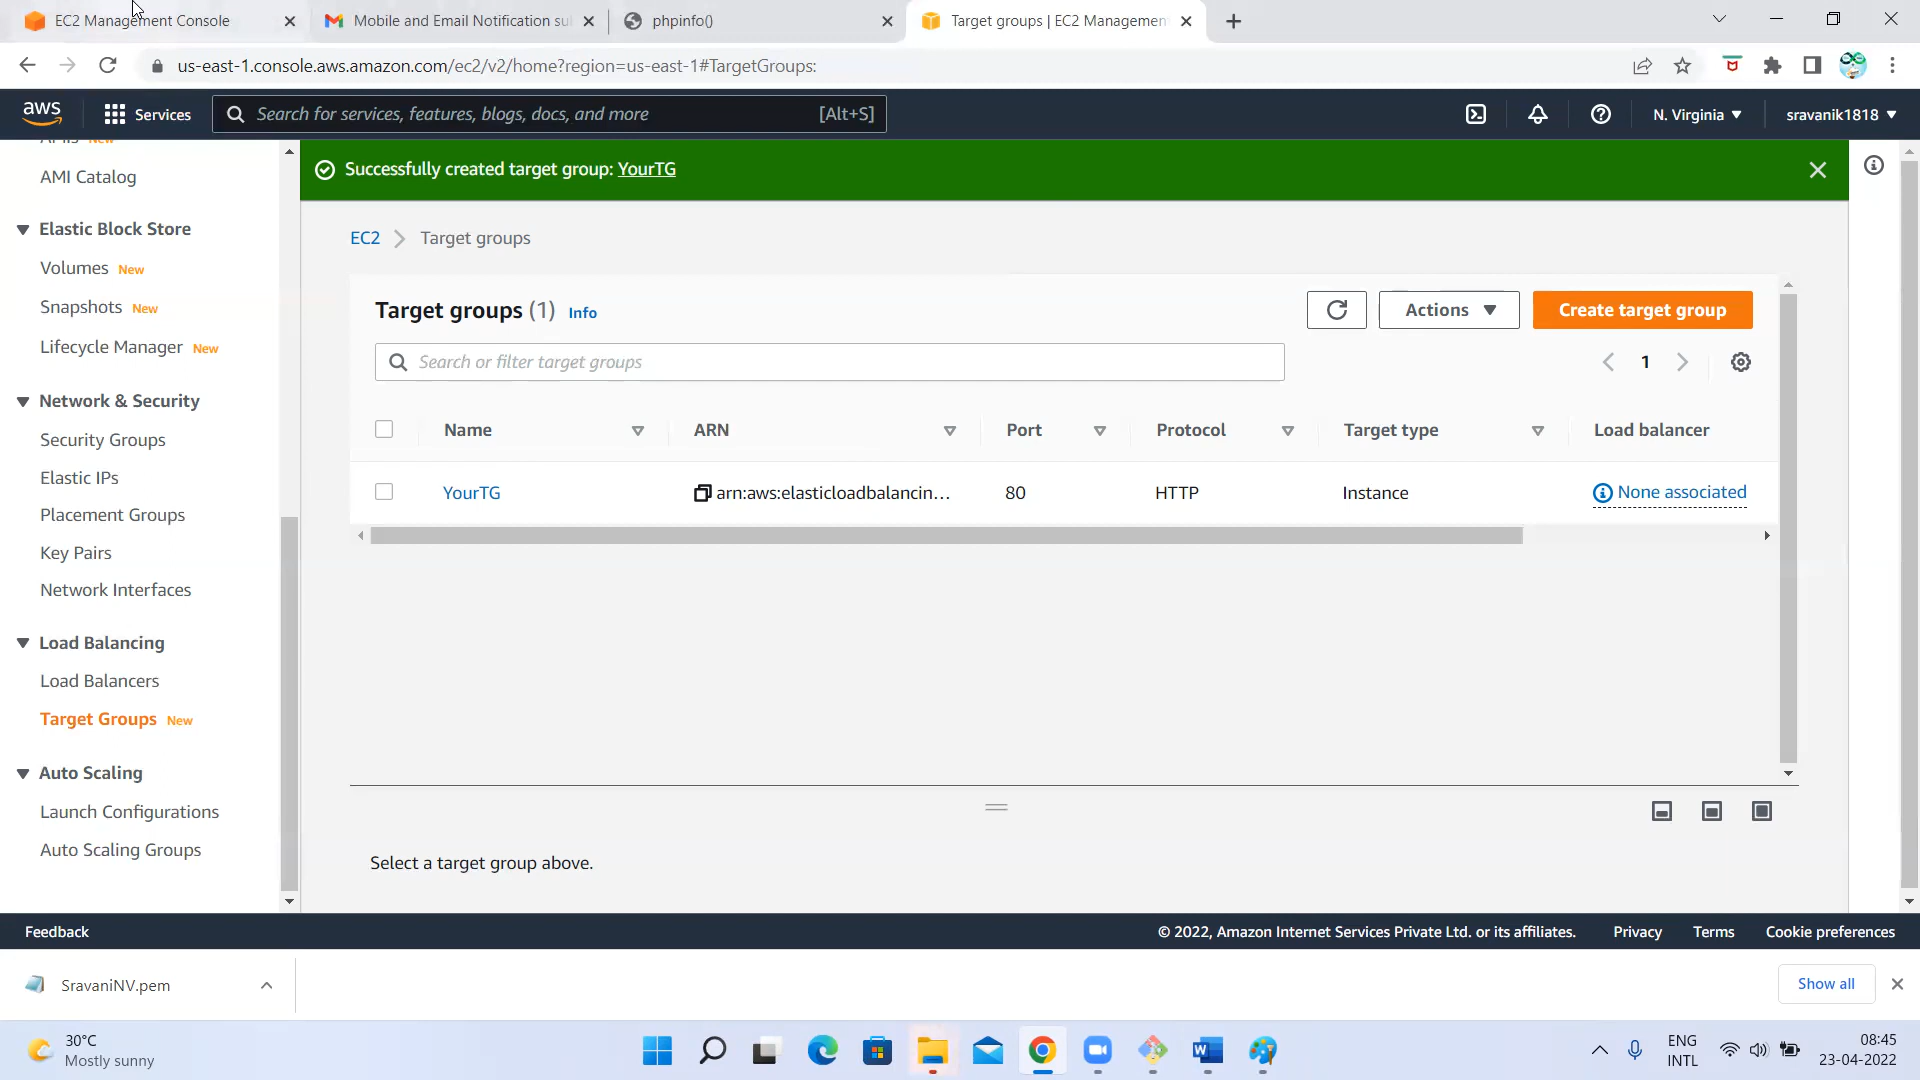 EC2 Management Console
Mobile and Email Notification su
phpinfo()
Target groups | EC2 Managemen
us-east-1.console.aws.amazon.com/ec2/v2/home?region=us-east-1#TargetGroups:
aws
Services
Search for services, features, blogs, docs, and more
[Alt+S]
N. Virginia
sravanik1818
AMIs New
AMI Catalog
Elastic Block Store
Volumes New
Snapshots New
Lifecycle Manager New
Network & Security
Security Groups
Elastic IPs
Placement Groups
Key Pairs
Network Interfaces
Load Balancing
Load Balancers
Target Groups New
Auto Scaling
Launch Configurations
Auto Scaling Groups
Successfully created target group: YourTG
EC2 > Target groups
Target groups (1) Info
Actions
Create target group
Search or filter target groups
1
Name ARN Port Protocol Target type Load balancer
YourTG arn:aws:elasticloadbalancin... 80 HTTP Instance None associated
Select a target group above.
Feedback
© 2022, Amazon Internet Services Private Ltd. or its affiliates. Privacy Terms Cookie preferences
SravaniNV.pem
Show all
30°C
Mostly sunny
ENG
INTL
08:45
23-04-2022